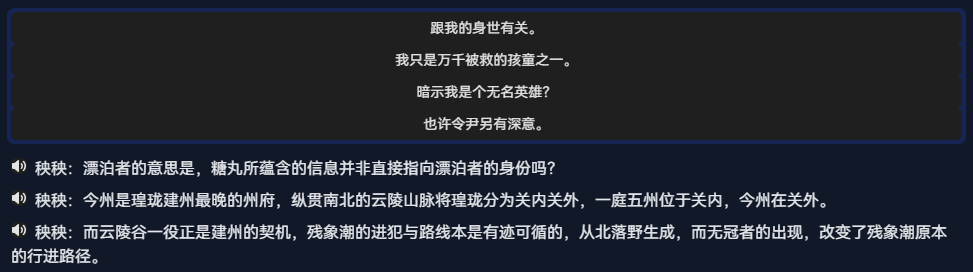 跟我的身世有关。
我只是万千被救的孩童之一。
暗示我是个无名英雄？
也许令尹另有深意。
秧秧：漂泊者的意思是，糖丸所蕴含的信息并非直接指向漂泊者的身份吗？
秧秧：今州是瑝珑建州最晚的州府，纵贯南北的云陵山脉将瑝珑分为关内关外，一庭五州位于关内，今州在关外。
秧秧：而云陵谷一役正是建州的契机，残象潮的进犯与路线本是有迹可循的，从北落野生成，而无冠者的出现，改变了残象潮原本
的行进路径。